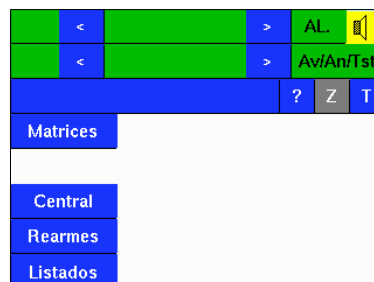 < > AL.
< > Av/An/Tst
? Z T
Matrices
Central
Rearmes
Listados